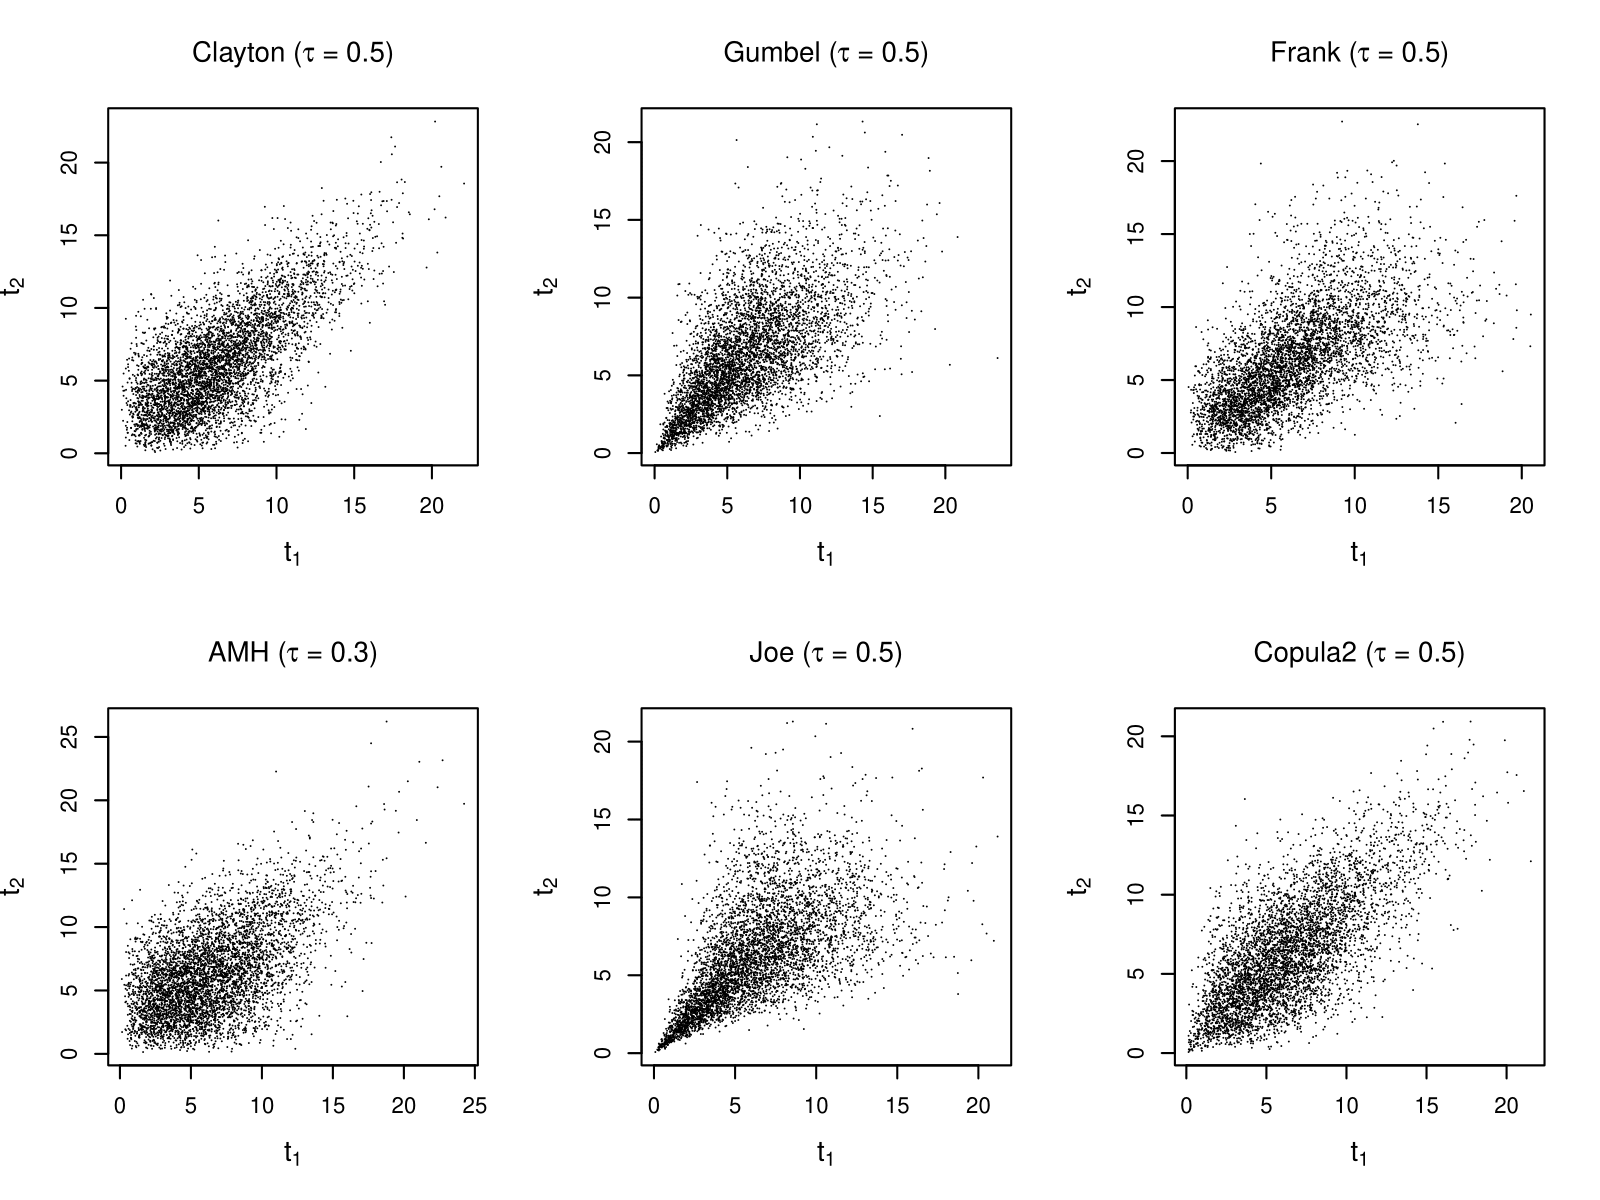 Clayton (τ = 0.5)
t₂
0 5 10 15 20
0 5 10 15 20
t₁
Gumbel (τ = 0.5)
t₂
0 5 10 15 20
0 5 10 15 20
t₁
Frank (τ = 0.5)
t₂
0 5 10 15 20
0 5 10 15 20
t₁
AMH (τ = 0.3)
t₂
0 5 10 15 20 25
0 5 10 15 20 25
t₁
Joe (τ = 0.5)
t₂
0 5 10 15 20
0 5 10 15 20
t₁
Copula2 (τ = 0.5)
t₂
0 5 10 15 20
0 5 10 15 20
t₁